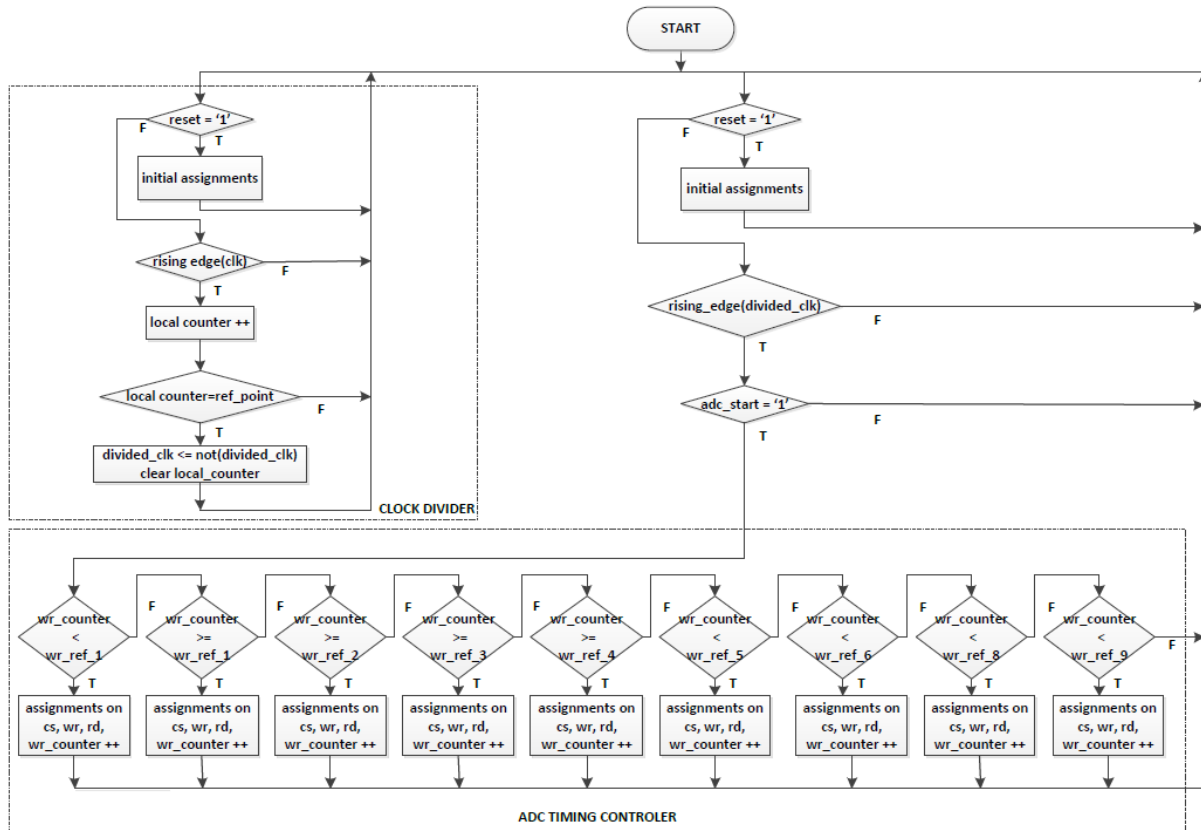 START
reset = ‘1’
F
T
initial assignments
rising edge(clk)
F
T
local counter ++
local counter=ref_point
F
T
divided_clk <= not(divided_clk)
clear local_counter
CLOCK DIVIDER
reset = ‘1’
F
T
initial assignments
rising_edge(divided_clk)
F
T
adc_start = ‘1’
F
T
wr_counter
<
wr_ref_1
F
T
assignments on
cs, wr, rd,
wr_counter ++
wr_counter
>=
wr_ref_1
F
T
assignments on
cs, wr, rd,
wr_counter ++
wr_counter
>=
wr_ref_2
F
T
assignments on
cs, wr, rd,
wr_counter ++
wr_counter
>=
wr_ref_3
F
T
assignments on
cs, wr, rd,
wr_counter ++
wr_counter
>=
wr_ref_4
F
T
assignments on
cs, wr, rd,
wr_counter ++
wr_counter
<
wr_ref_5
F
T
assignments on
cs, wr, rd,
wr_counter ++
wr_counter
<
wr_ref_6
F
T
assignments on
cs, wr, rd,
wr_counter ++
wr_counter
<
wr_ref_8
F
T
assignments on
cs, wr, rd,
wr_counter ++
wr_counter
<
wr_ref_9
F
T
assignments on
cs, wr, rd,
wr_counter ++
ADC TIMING CONTROLER